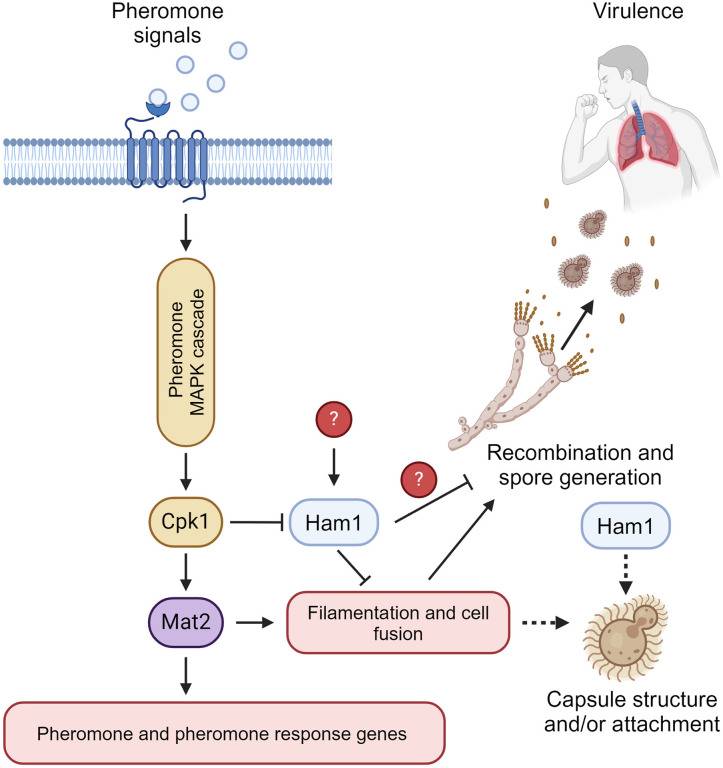 Pheromone
signals
Virulence
Pheromone
MAPK cascade
?
?
Recombination and
spore generation
Cpk1
Ham1
Ham1
Mat2
Filamentation and cell
fusion
Capsule structure
and/or attachment
Pheromone and pheromone response genes